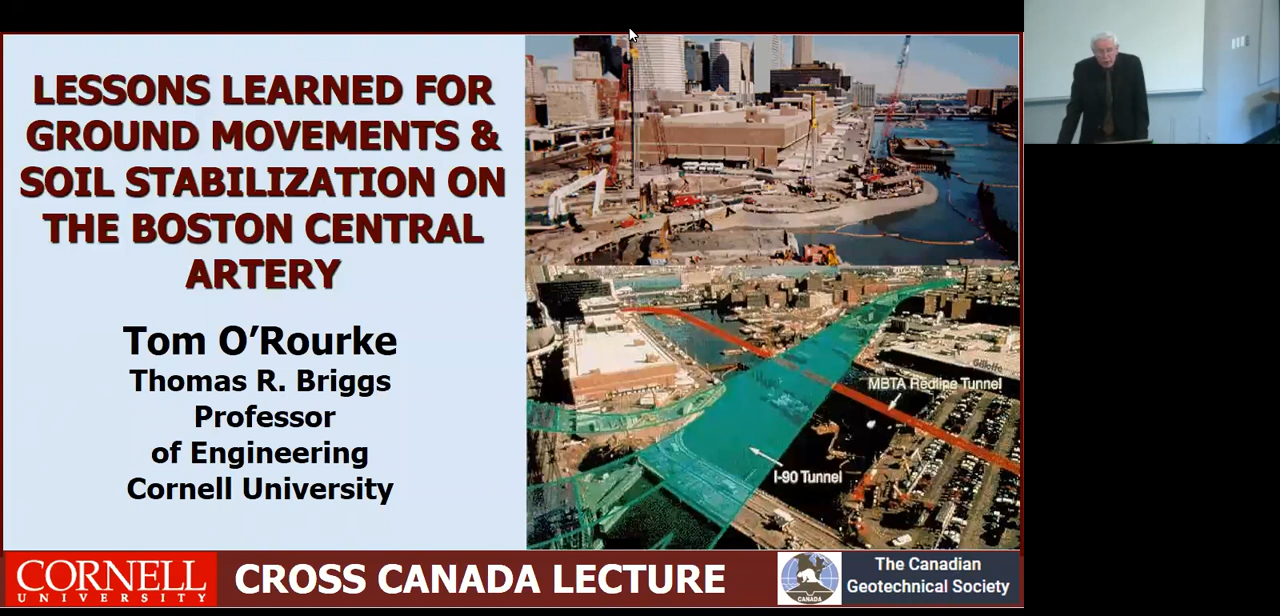 LESSONS LEARNED FOR
GROUND MOVEMENTS &
SOIL STABILIZATION ON
THE BOSTON CENTRAL
ARTERY
Tom O’Rourke
Thomas R. Briggs
Professor
of Engineering
Cornell University
Gillette
MBTA Redline Tunnel
I-90 Tunnel
CORNELL
UNIVERSITY
CROSS CANADA LECTURE
CANADA
The Canadian
Geotechnical Society